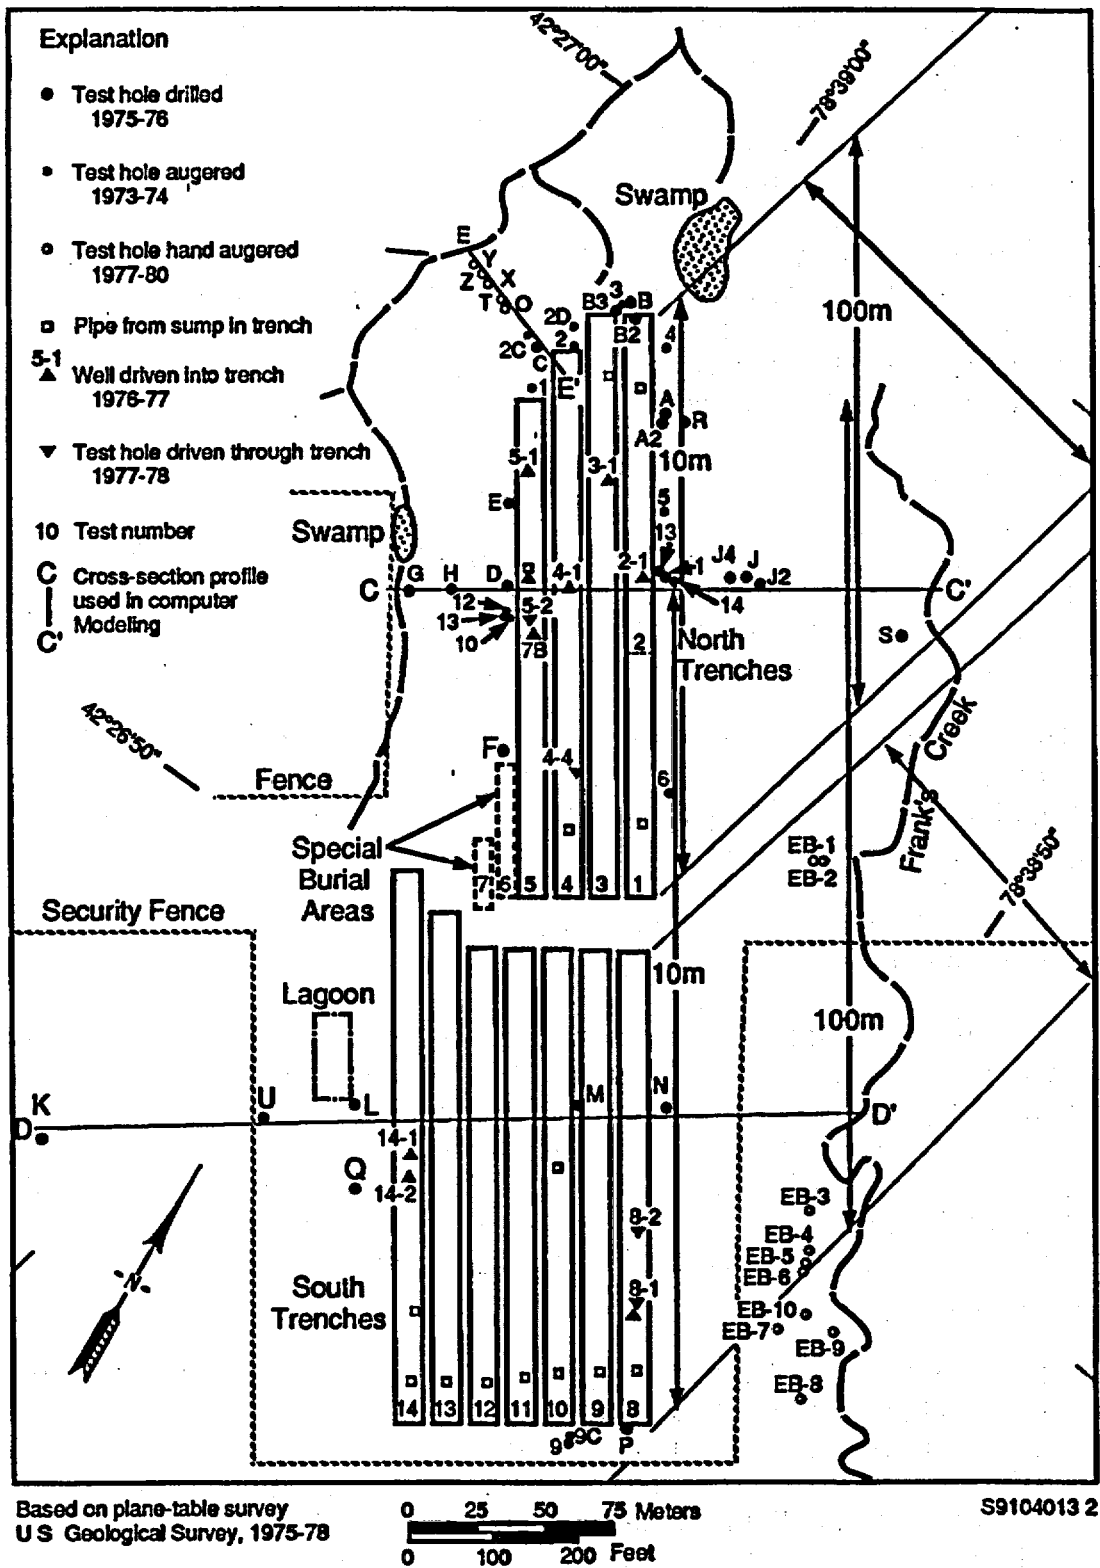 Explanation
Test hole drilled
1975-76
Test hole augered
1973-74
Test hole hand augered
1977-80
Pipe from sump in trench
5-1
Well driven into trench
1976-77
Test hole driven through trench
1977-78
10 Test number
C Cross-section profile
used in computer
Modeling
C'
42°27'00"
78°39'00"
Swamp
100m
E
Y
Z
X
T
O
2D
2
2C
C
E'
1
B3
3
B
B2
4
A
A2
R
10m
5-1
3-1
E
5
13
Swamp
C
G
H
D
4-1
2-1
1
J4
J
J2
C'
12
13
10
5-2
7B
14
S
2
North
Trenches
42°26'50"
Fence
F
4-4
6
Frank's
Creek
EB-1
EB-2
78°38'50"
Special
Burial
Areas
7
6
5
4
3
1
Security Fence
Lagoon
10m
100m
K
D
U
L
M
N
D'
14-1
Q
14-2
8-2
8-1
EB-3
EB-4
EB-5
EB-6
EB-10
EB-7
EB-9
EB-8
N
South
Trenches
14
13
12
11
10
9
8
9
9C
P
Based on plane-table survey
U S Geological Survey, 1975-78
0 25 50 75 Meters
0 100 200 Feet
S9104013 2